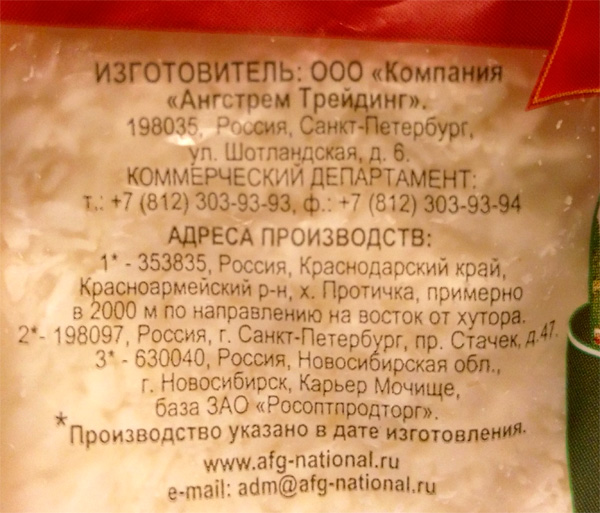 ИЗГОТОВИТЕЛЬ: ООО «Компания
«Ангстрем Трейдинг».
198035, Россия, Санкт-Петербург,
ул. Шотландская, д. 6.
КОММЕРЧЕСКИЙ ДЕПАРТАМЕНТ:
т.: +7 (812) 303-93-93, ф.: +7 (812) 303-93-94
АДРЕСА ПРОИЗВОДСТВ:
1* - 353835, Россия, Краснодарский край,
Красноармейский р-н, х. Протичка, примерно
в 2000 м по направлению на восток от хутора.
2*- 198097, Россия, г. Санкт-Петербург, пр. Стачек, д.47.
3* - 630040, Россия, Новосибирская обл.,
г. Новосибирск, Карьер Мочище,
база ЗАО «Росоптпродторг».
*Производство указано в дате изготовления.
www.afg-national.ru
e-mail: adm@afg-national.ru